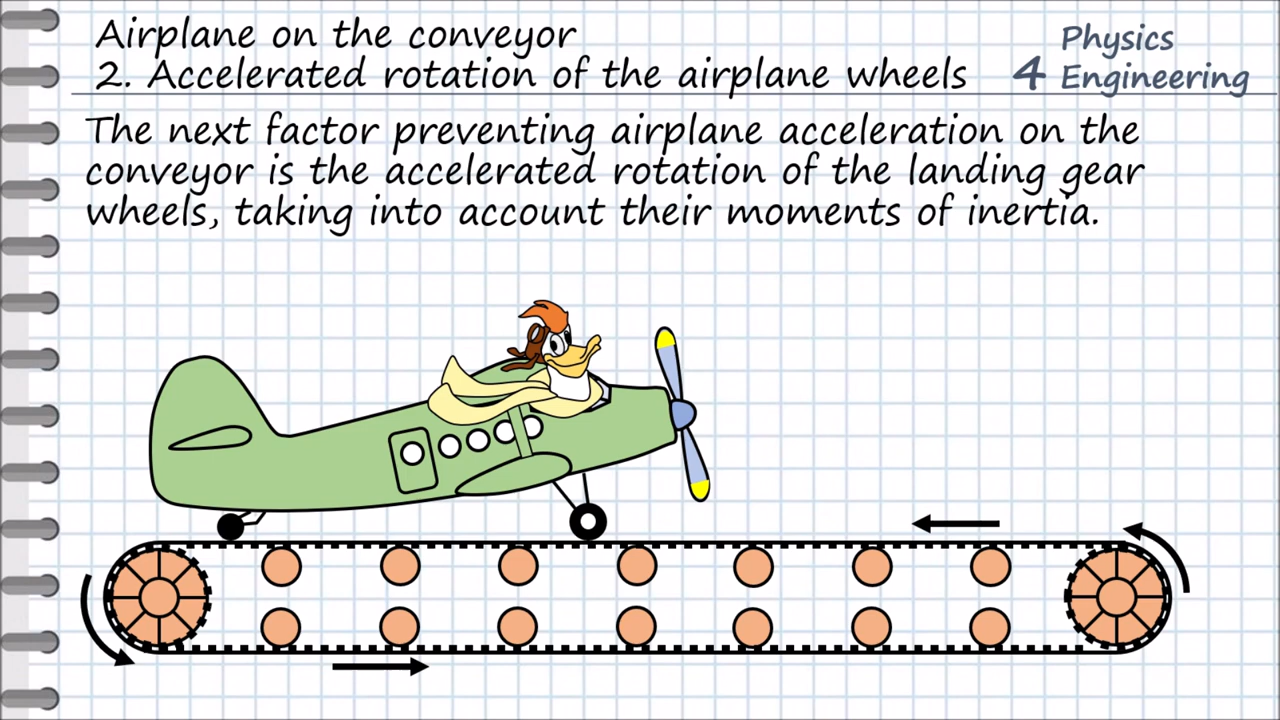 Airplane on the conveyor
2. Accelerated rotation of the airplane wheels
4 Physics
Engineering
The next factor preventing airplane acceleration on the
conveyor is the accelerated rotation of the landing gear
wheels, taking into account their moments of inertia.